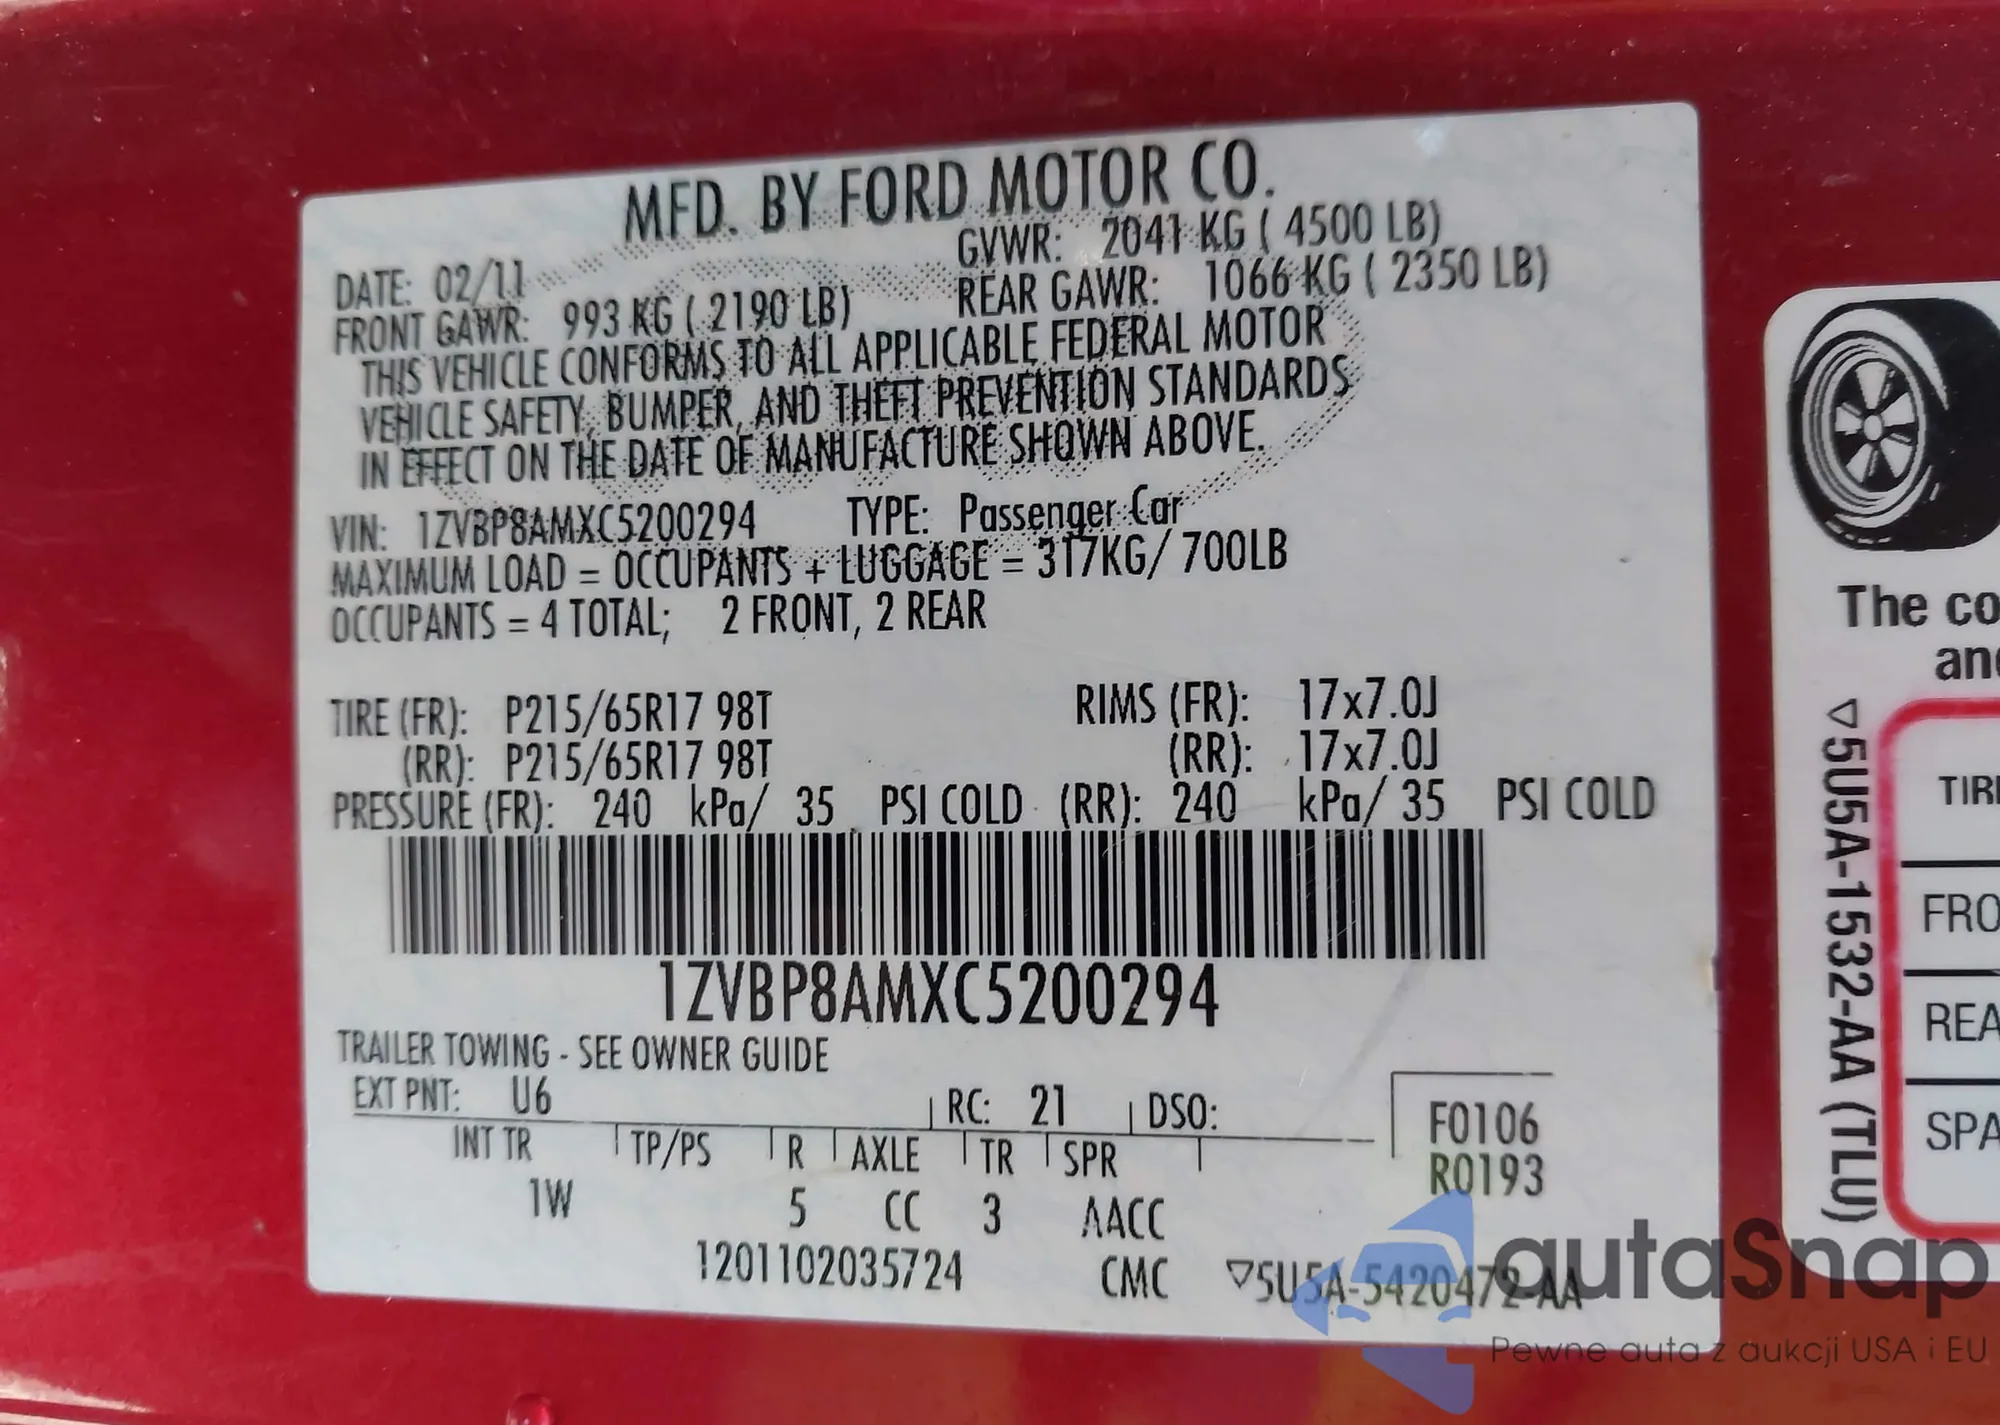 MFD. BY FORD MOTOR CO.
DATE: 02/11 GVWR: 2041 KG ( 4500 LB)
FRONT GAWR: 993 KG ( 2190 LB) REAR GAWR: 1066 KG ( 2350 LB)
THIS VEHICLE CONFORMS TO ALL APPLICABLE FEDERAL MOTOR
VEHICLE SAFETY, BUMPER, AND THEFT PREVENTION STANDARDS
IN EFFECT ON THE DATE OF MANUFACTURE SHOWN ABOVE.
VIN: 1ZVBP8AMXC5200294 TYPE: Passenger Car
MAXIMUM LOAD = OCCUPANTS + LUGGAGE = 317KG/ 700LB
OCCUPANTS = 4 TOTAL; 2 FRONT, 2 REAR
TIRE (FR): P215/65R17 98T RIMS (FR): 17x7.0J
(RR): P215/65R17 98T (RR): 17x7.0J
PRESSURE (FR): 240 kPa/ 35 PSI COLD (RR): 240 kPa/ 35 PSI COLD
1ZVBP8AMXC5200294
TRAILER TOWING - SEE OWNER GUIDE
EXT PNT: U6 RC: 21 DSO:
INT TR TP/PS R AXLE TR SPR
1W 5 CC 3 AACC
F0106
R0193
1201102035724 CMC ▽5U5A-5420472-AA
The co
and
▽5U5A-1532-AA (TLU)
TIRE
FRO
REA
SPA
autaSnap
Pewne auta z aukcji USA i EU